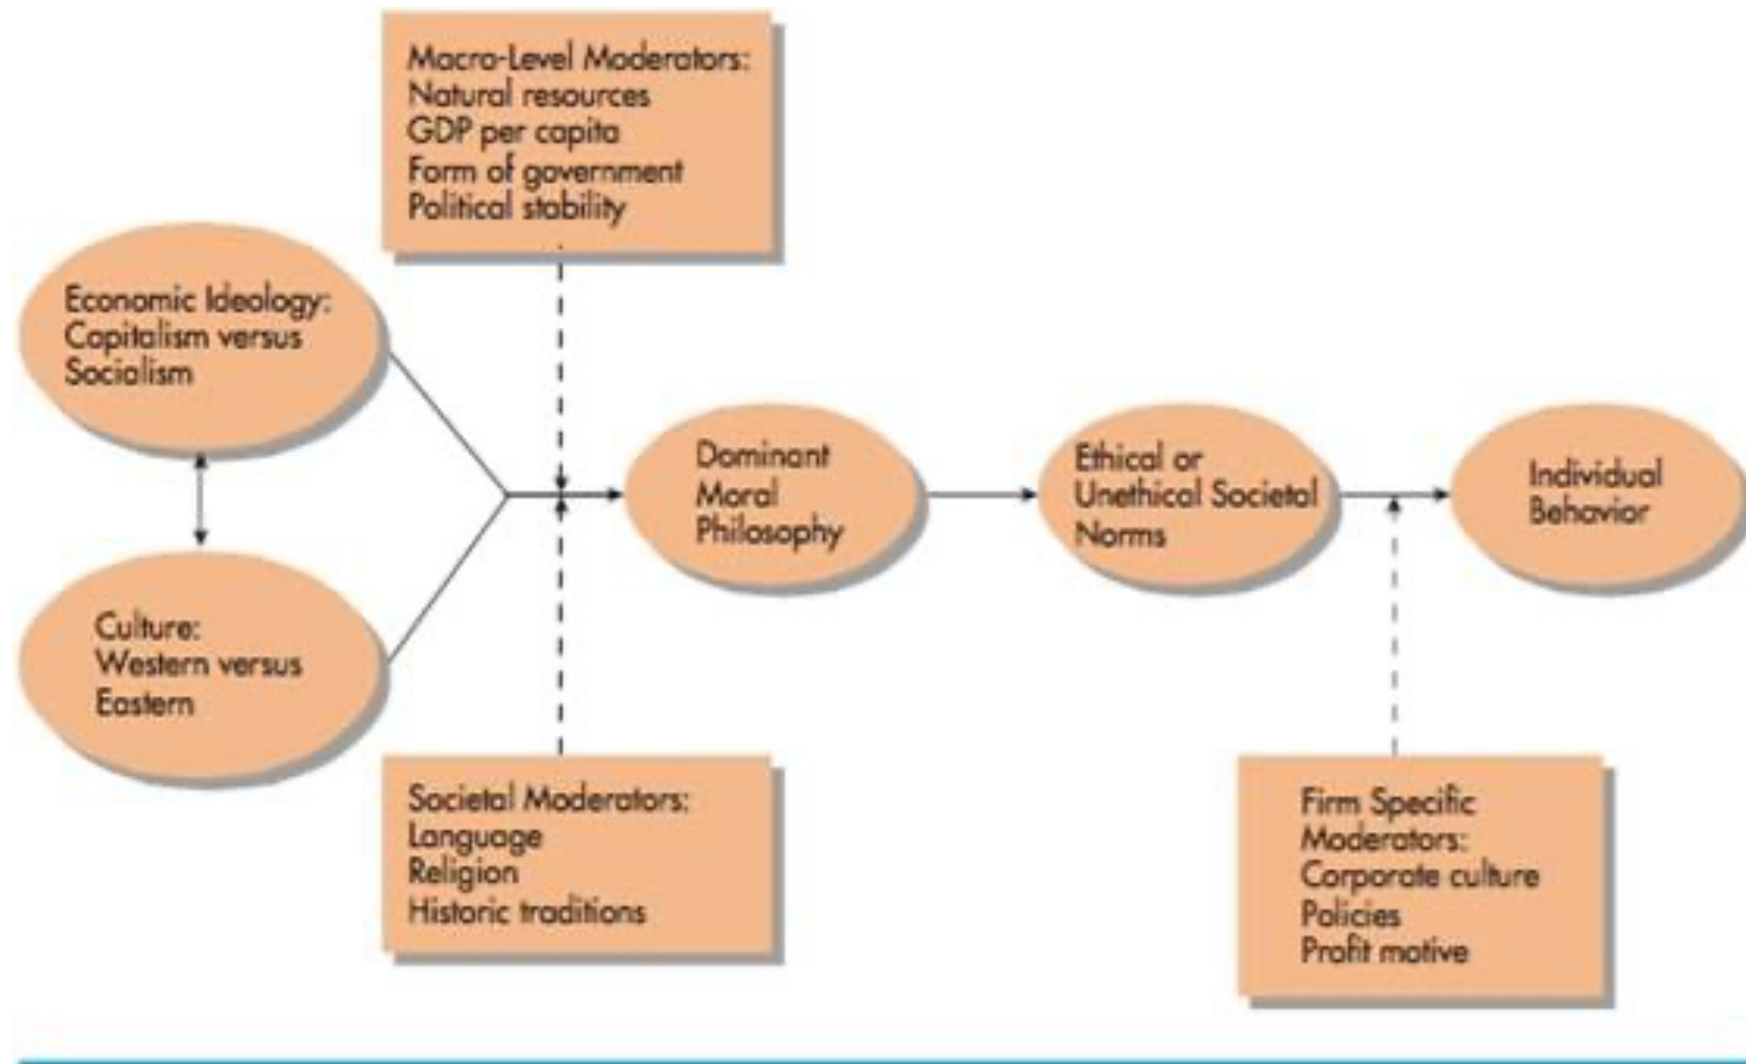 Macro-Level Moderators:
Natural resources
GDP per capita
Form of government
Political stability
Economic Ideology:
Capitalism versus
Socialism
Culture:
Western versus
Eastern
Dominant
Moral
Philosophy
Ethical or
Unethical Societal
Norms
Individual
Behavior
Societal Moderators:
Language
Religion
Historic traditions
Firm Specific
Moderators:
Corporate culture
Policies
Profit motive